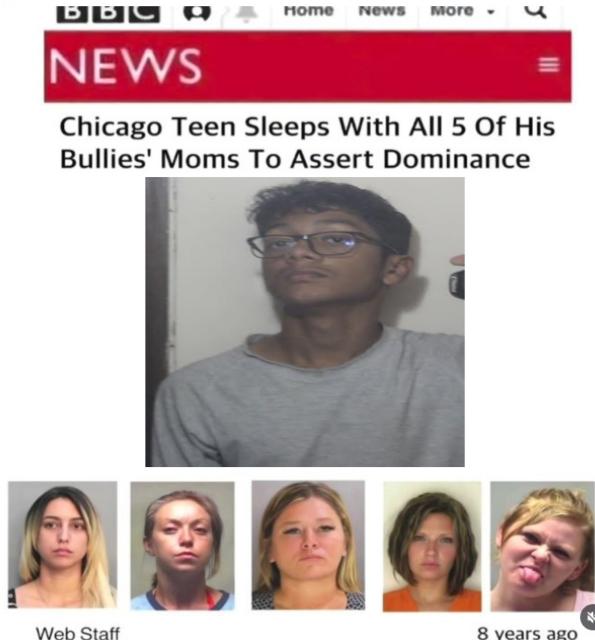 BBC Home News More
NEWS
Chicago Teen Sleeps With All 5 Of His
Bullies' Moms To Assert Dominance
Web Staff 8 years ago